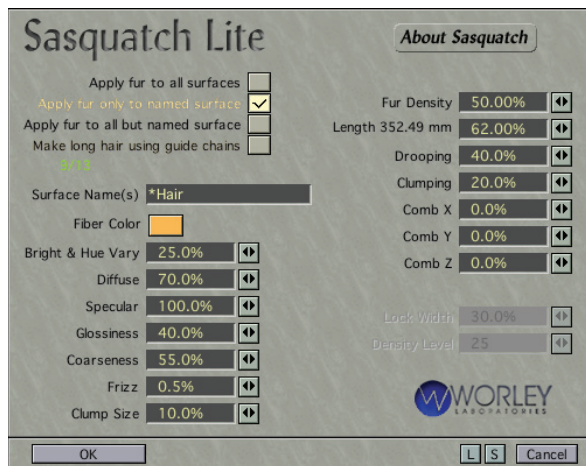 Sasquatch Lite
About Sasquatch
Apply fur to all surfaces
Apply fur only to named surface
Apply fur to all but named surface
Make long hair using guide chains
9/13
Surface Name(s) *Hair
Fiber Color
Bright & Hue Vary 25.0%
Diffuse 70.0%
Specular 100.0%
Glossiness 40.0%
Coarseness 55.0%
Frizz 0.5%
Clump Size 10.0%
Fur Density 50.00%
Length 352.49 mm 62.00%
Drooping 40.0%
Clumping 20.0%
Comb X 0.0%
Comb Y 0.0%
Comb Z 0.0%
Lock Width 30.0%
Density Level 25
WORLEY
LABORATORIES
OK
L S Cancel